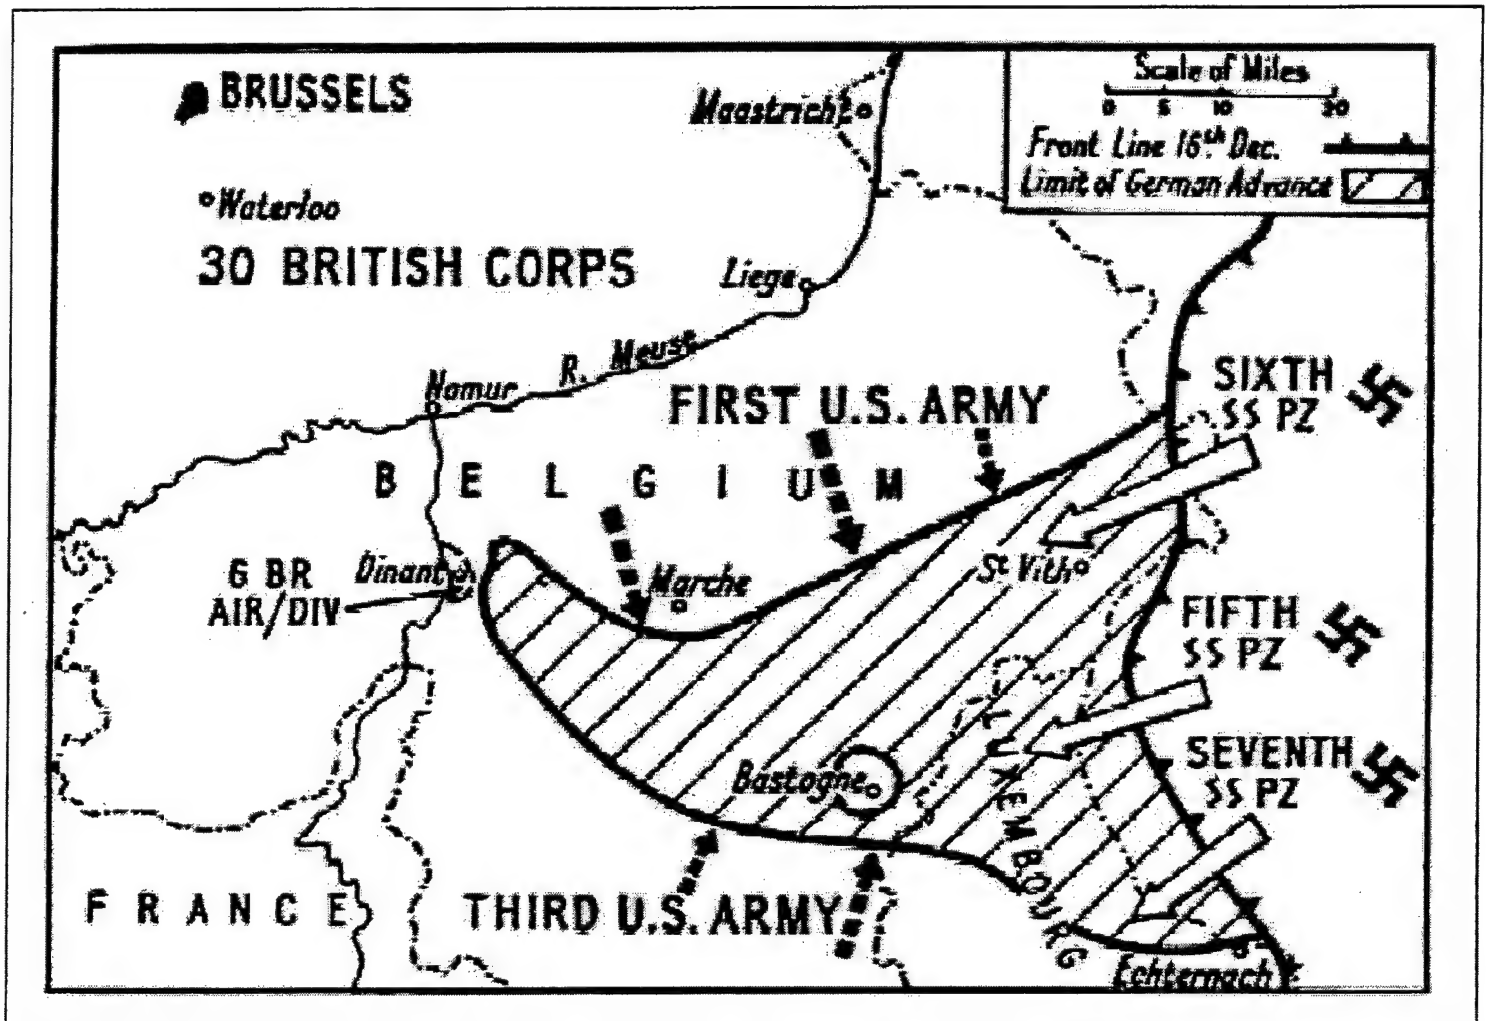 BRUSSELS
Maastricht
Scale of Miles
0 5 10 20
Front Line 16th Dec.
Limit of German Advance
Waterloo
30 BRITISH CORPS
Liege
R. Meuse
Namur
FIRST U.S. ARMY
SIXTH
SS PZ
BELGIUM
6 BR
AIR/DIV
Dinant
Marche
St Vith
FIFTH
SS PZ
LUXEMBOURG
SEVENTH
SS PZ
Bastogne
FRANCE
THIRD U.S. ARMY
Echternach